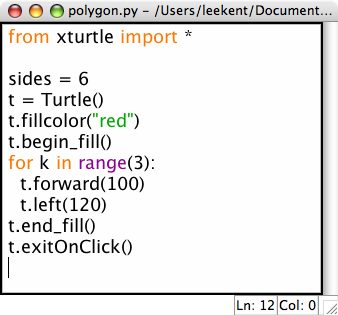 polygon.py – /Users/leekent/Document...
from xturtle import *

sides = 6
t = Turtle()
t.fillcolor("red")
t.begin_fill()
for k in range(3):
  t.forward(100)
  t.left(120)
t.end_fill()
t.exitOnClick()
Ln: 12 Col: 0